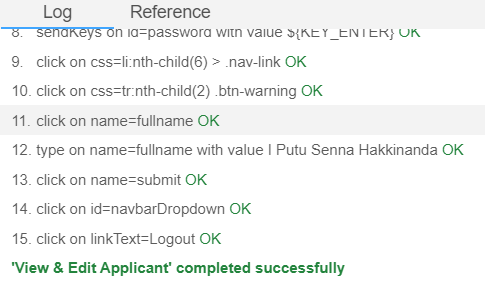 Log Reference
8. sendKeys on id=password with value ${KEY_ENTER} OK
9. click on css=li:nth-child(6) > .nav-link OK
10. click on css=tr:nth-child(2) .btn-warning OK
11. click on name=fullname OK
12. type on name=fullname with value I Putu Senna Hakkinanda OK
13. click on name=submit OK
14. click on id=navbarDropdown OK
15. click on linkText=Logout OK
'View & Edit Applicant' completed successfully